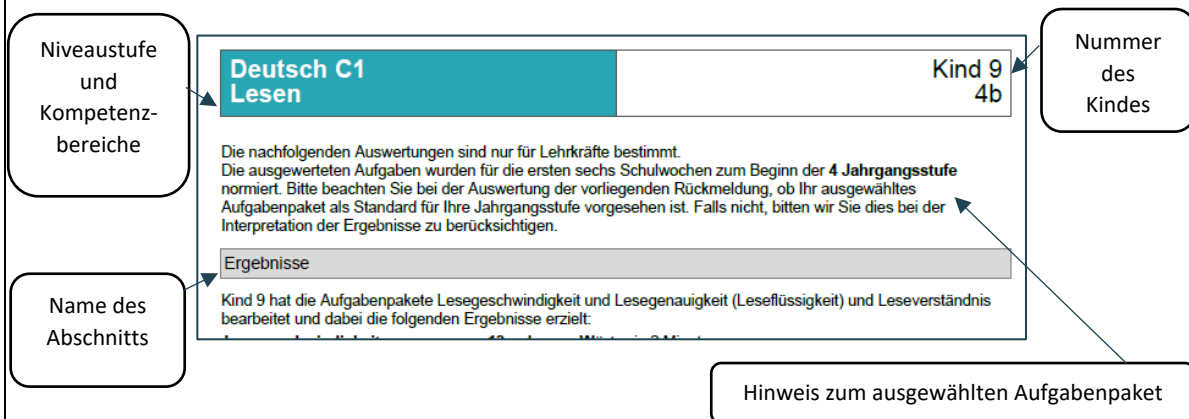 Niveaustufe
und
Kompetenz-
bereiche
Deutsch C1
Lesen
Kind 9
4b
Nummer
des
Kindes
Die nachfolgenden Auswertungen sind nur für Lehrkräfte bestimmt.
Die ausgewerteten Aufgaben wurden für die ersten sechs Schulwochen zum Beginn der 4 Jahrgangsstufe
normiert. Bitte beachten Sie bei der Auswertung der vorliegenden Rückmeldung, ob Ihr ausgewähltes
Aufgabenpaket als Standard für Ihre Jahrgangsstufe vorgesehen ist. Falls nicht, bitten wir Sie dies bei der
Interpretation der Ergebnisse zu berücksichtigen.
Ergebnisse
Name des
Abschnitts
Kind 9 hat die Aufgabenpakete Lesegeschwindigkeit und Lesegenauigkeit (Leseflüssigkeit) und Leseverständnis
bearbeitet und dabei die folgenden Ergebnisse erzielt:
Hinweis zum ausgewählten Aufgabenpaket